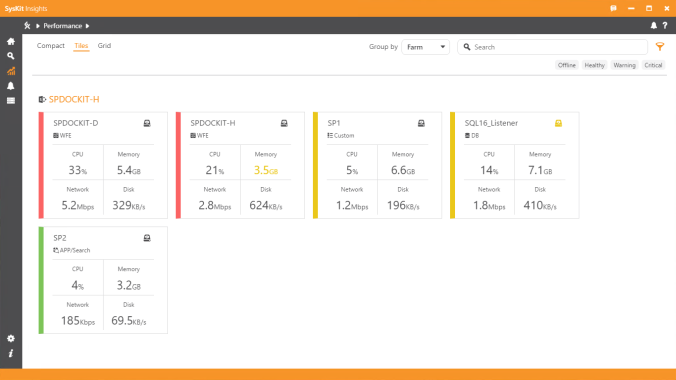 SysKit Insights
Performance
Compact Tiles Grid
Group by Farm Search
Offline Healthy Warning Critical
SPDOCKIT-H
SPDOCKIT-D
WFE
CPU Memory
33% 5.4GB
Network Disk
5.2Mbps 329KB/s
SPDOCKIT-H
WFE
CPU Memory
21% 3.5GB
Network Disk
2.8Mbps 624KB/s
SP1
Custom
CPU Memory
5% 6.6GB
Network Disk
1.2Mbps 196KB/s
SQL16_Listener
DB
CPU Memory
14% 7.1GB
Network Disk
1.8Mbps 410KB/s
SP2
APP/Search
CPU Memory
4% 3.2GB
Network Disk
185Kbps 69.5KB/s